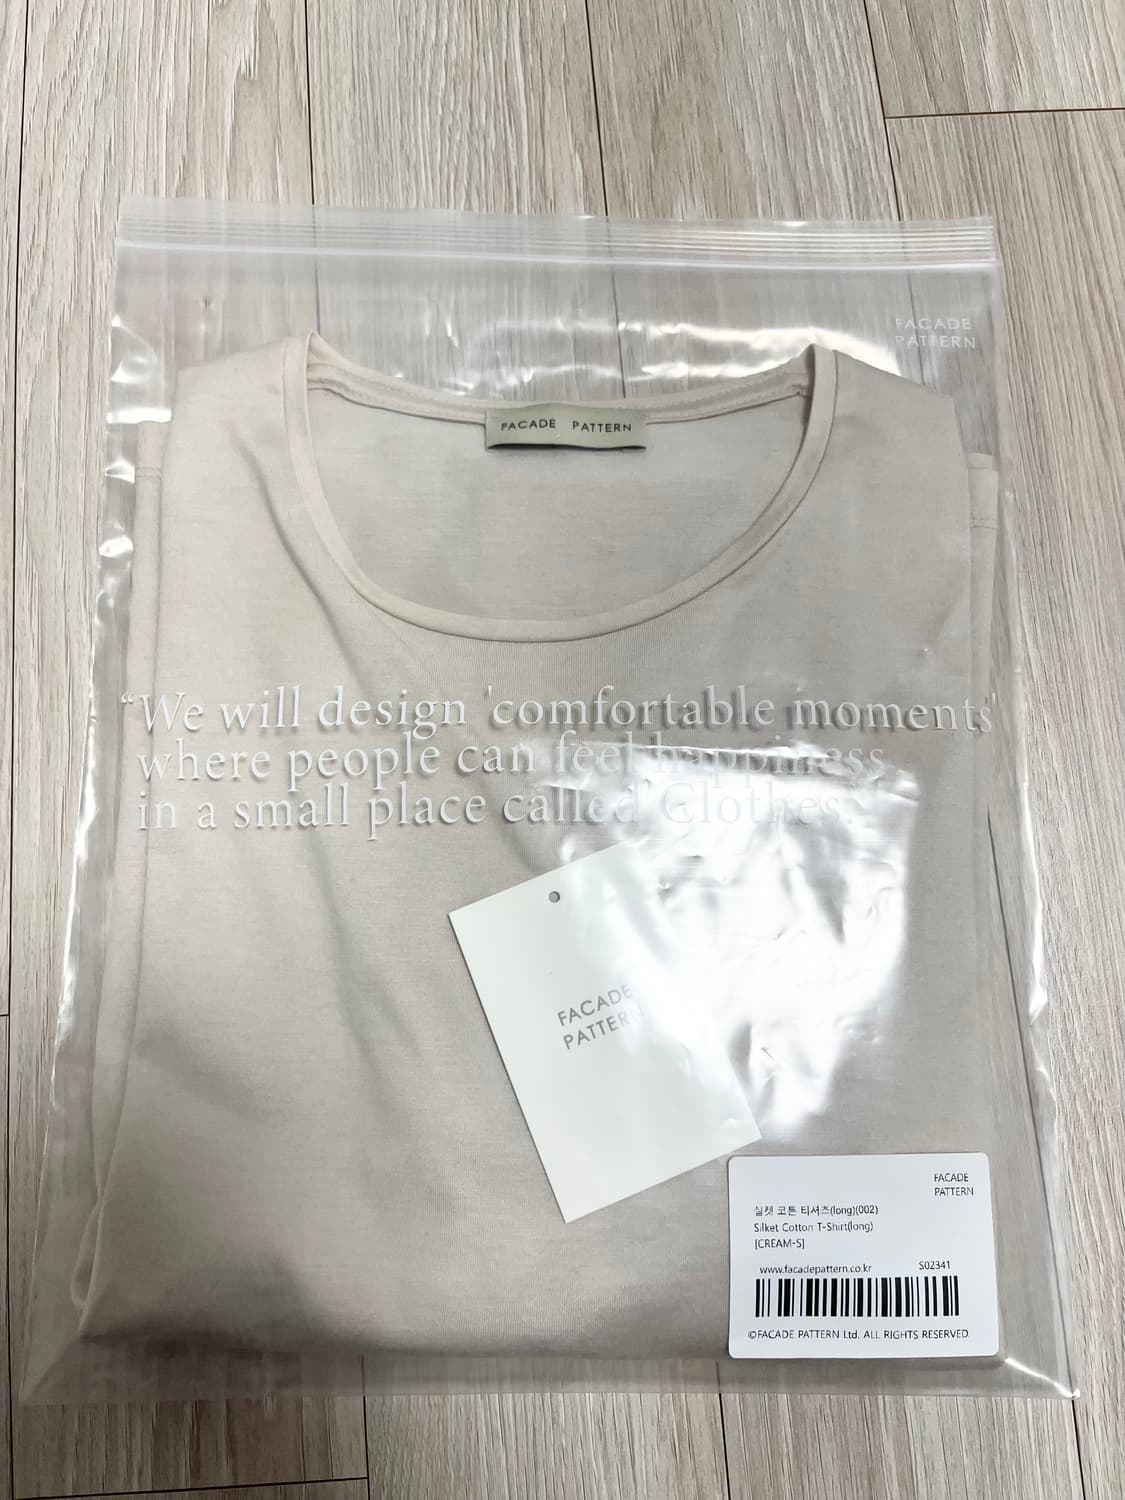 FACADE
PATTERN
FACADE PATTERN
“We will design 'comfortable moments'
where people can feel happiness
in a small place called 'Clothes.'
FACADE
PATTERN
FACADE
PATTERN
실켓 코튼 티셔츠(long)(002)
Silket Cotton T-Shirt(long)
[CREAM-S]
www.facadepattern.co.kr S02341
©FACADE PATTERN Ltd. ALL RIGHTS RESERVED.